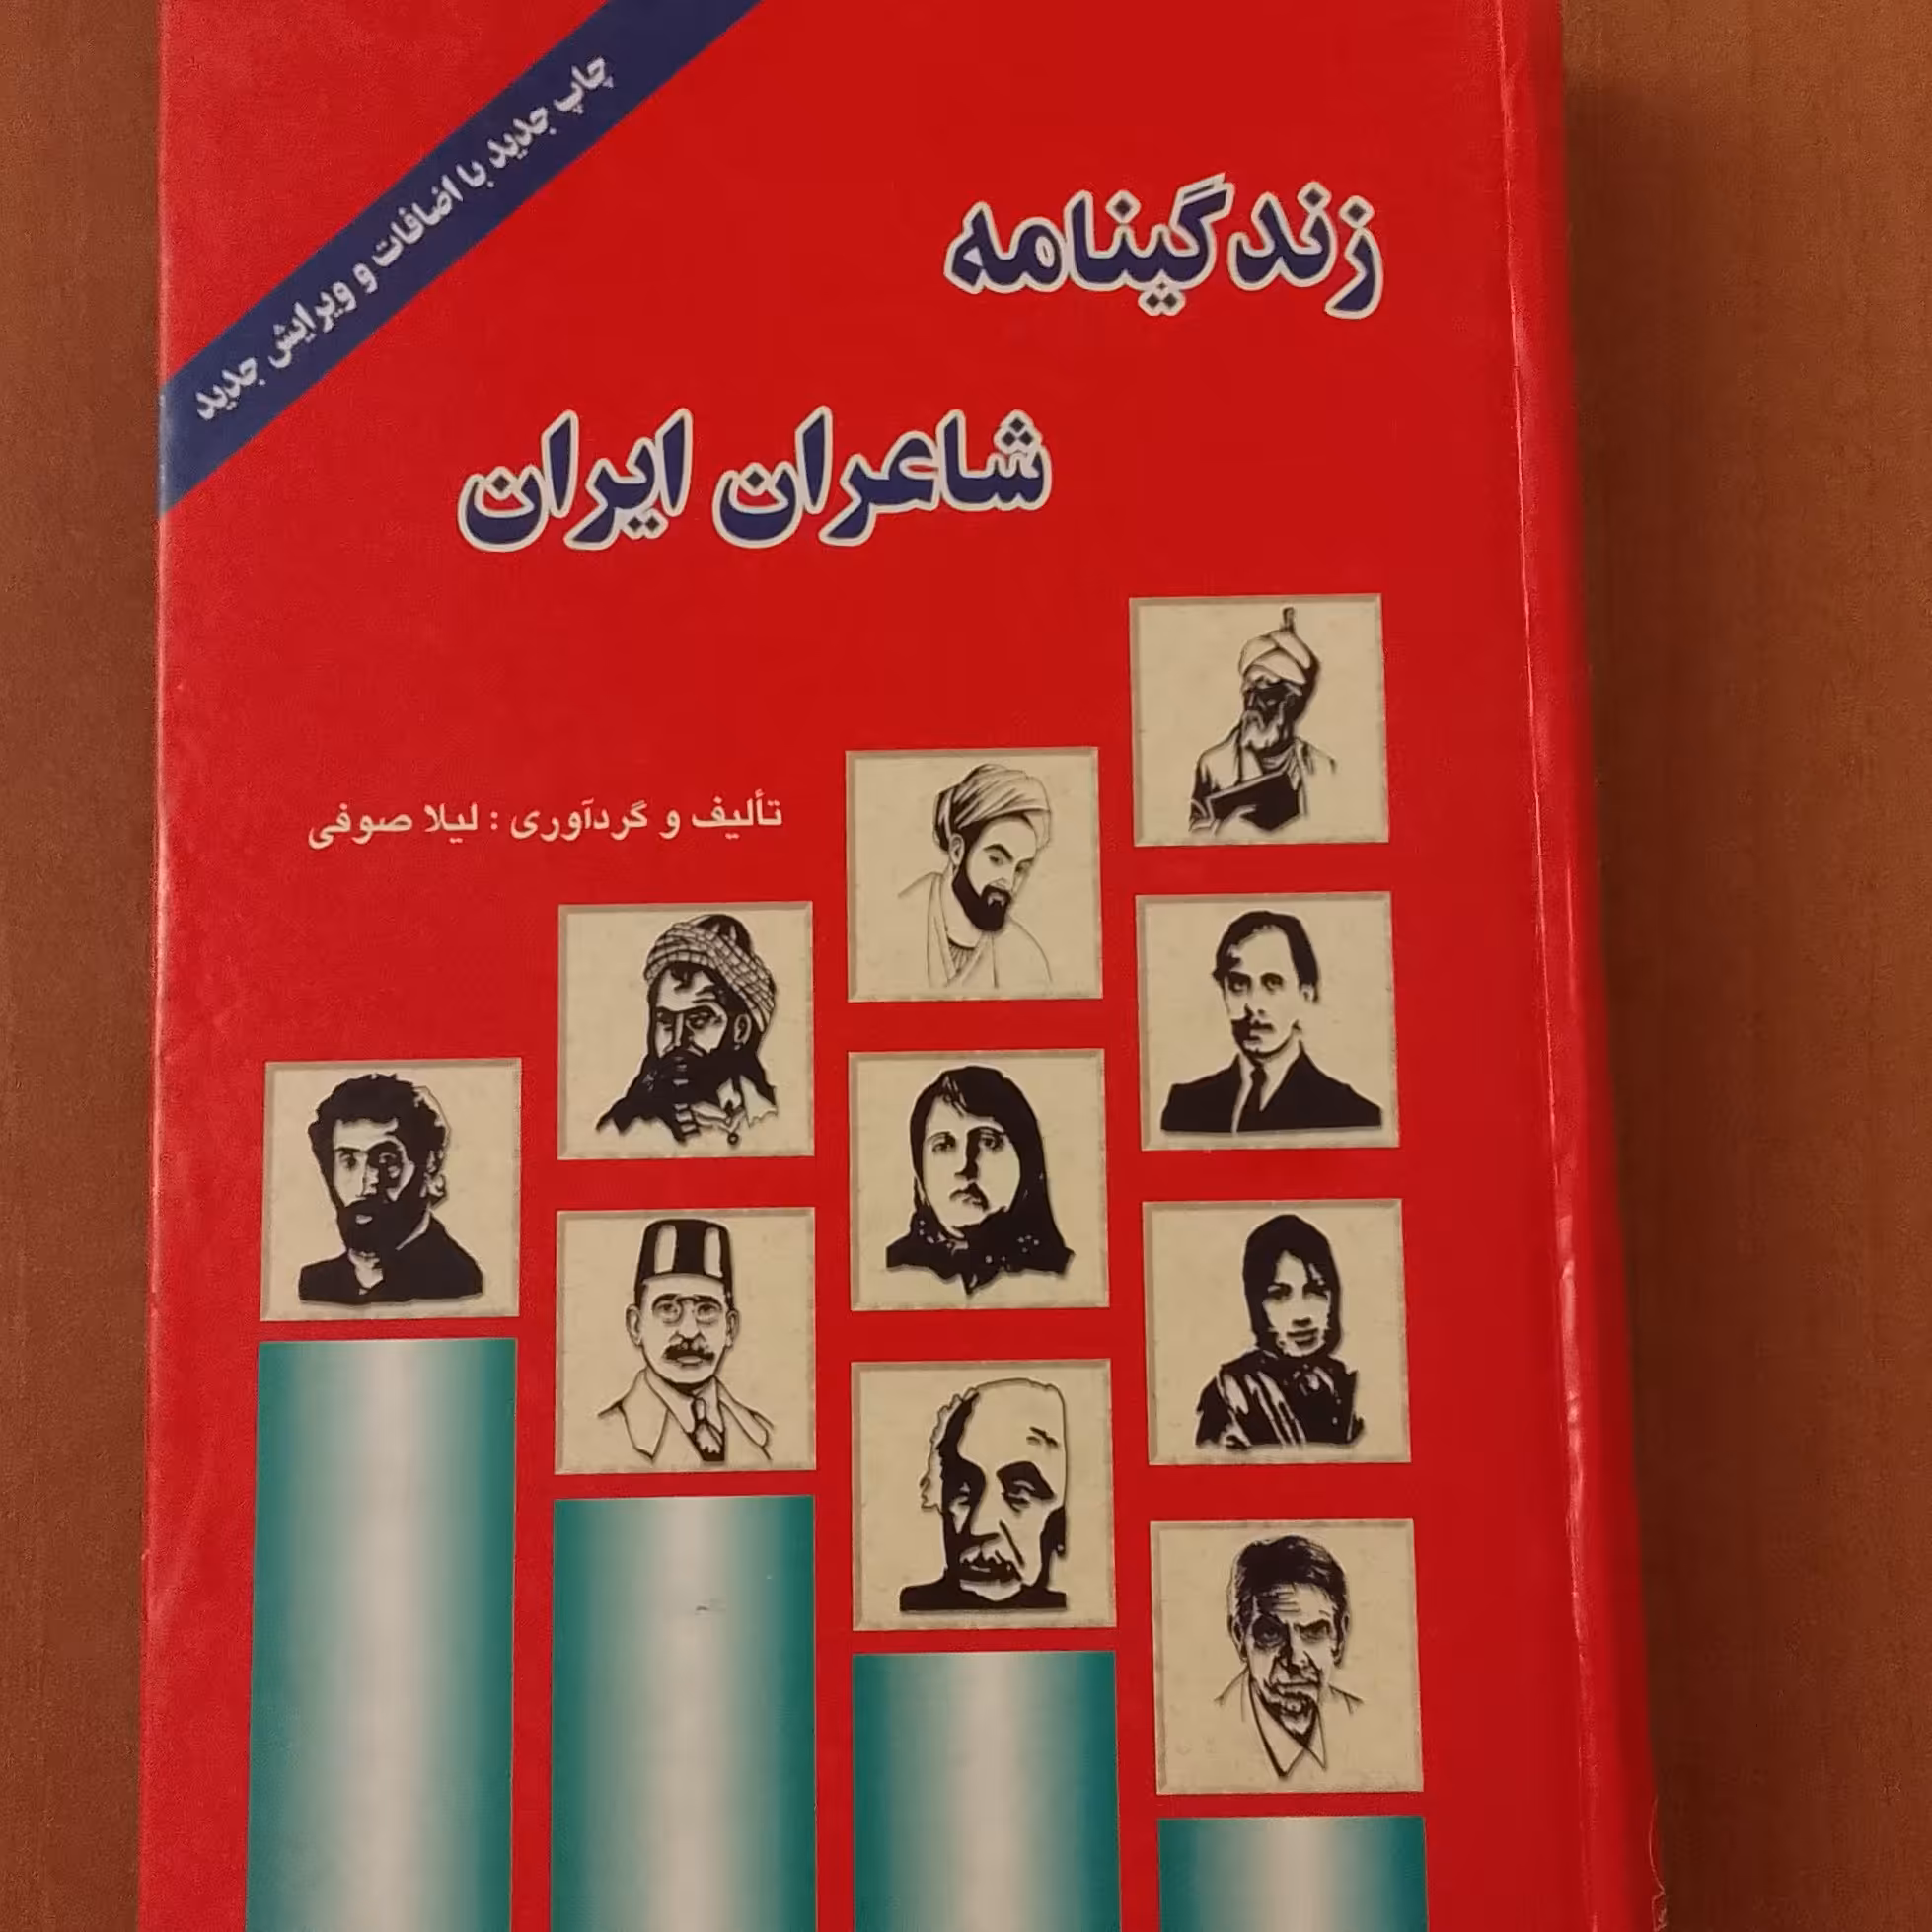 چاپ جدید با اضافات و ویرایش جدید
زندگینامه
شاعران ایران
تألیف و گردآوری : لیلا صوفی